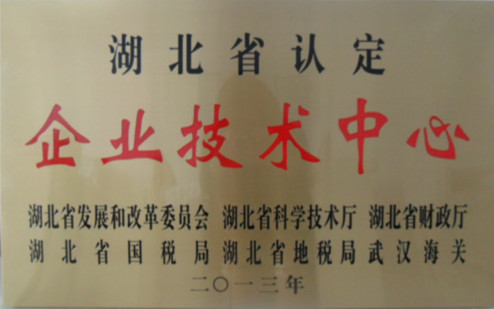 湖北省认定
企业技术中心
湖北省发展和改革委员会 湖北省科学技术厅 湖北省财政厅
湖北省国税局 湖北省地税局 武汉海关
二〇一三年